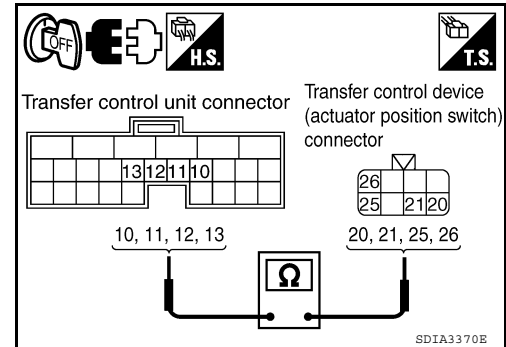 OFF
H.S.
T.S.
Transfer control unit connector
Transfer control device
(actuator position switch)
connector
13 12 11 10
26
25 21 20
10, 11, 12, 13
20, 21, 25, 26
Ω
SDIA3370E